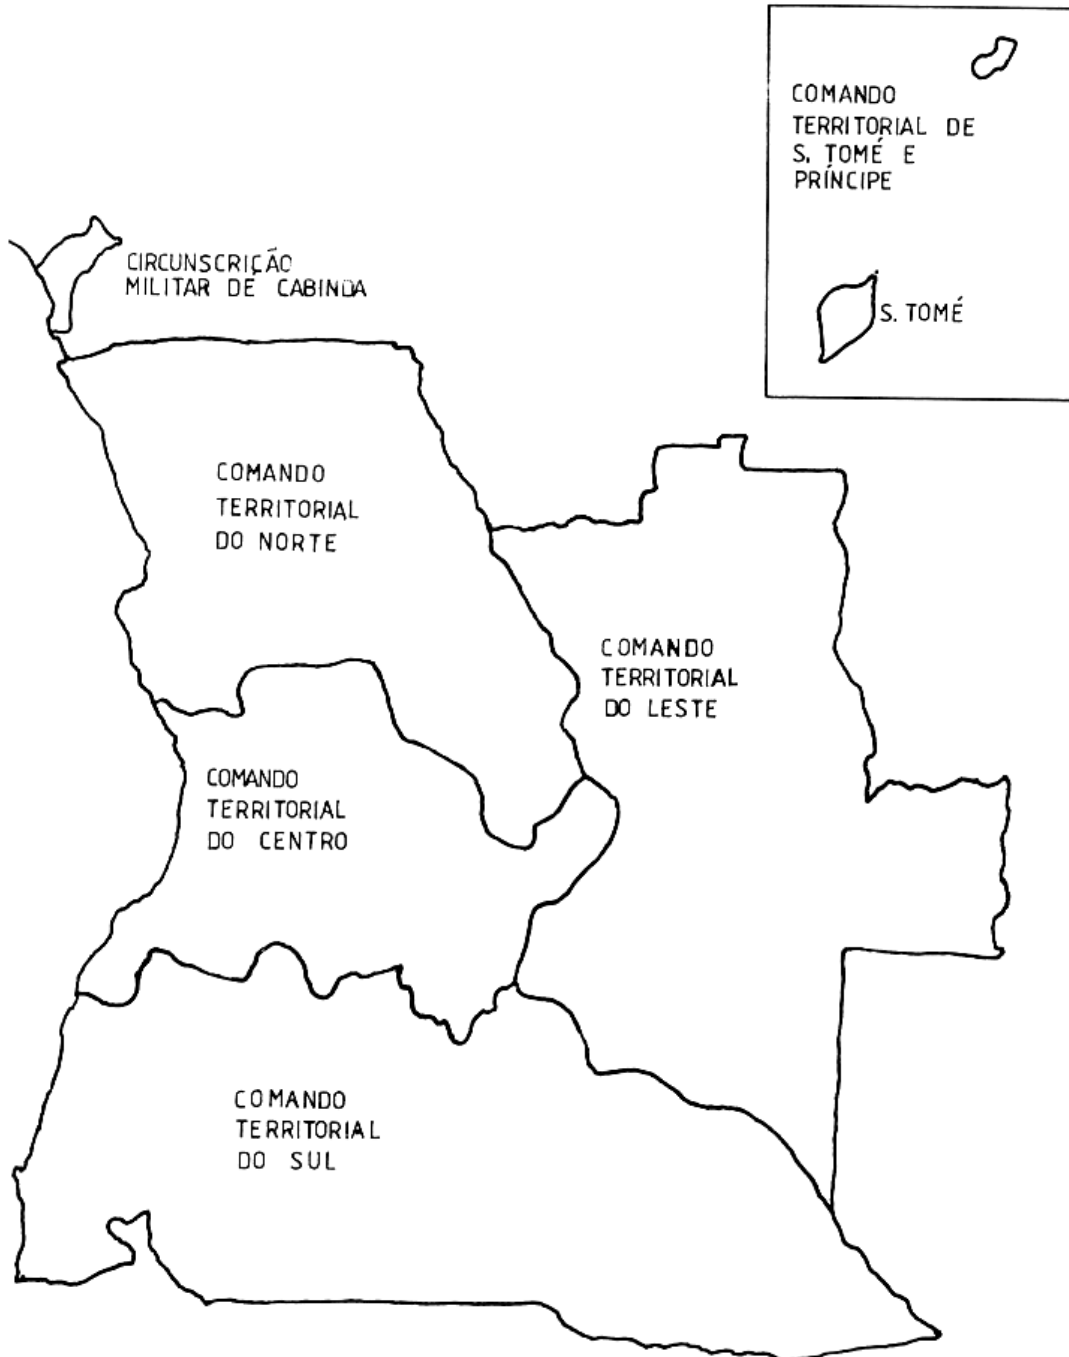 COMANDO
TERRITORIAL DE
S. TOMÉ E
PRÍNCIPE
S. TOMÉ
CIRCUNSCRIÇÃO
MILITAR DE CABINDA
COMANDO
TERRITORIAL
DO NORTE
COMANDO
TERRITORIAL
DO LESTE
COMANDO
TERRITORIAL
DO CENTRO
COMANDO
TERRITORIAL
DO SUL